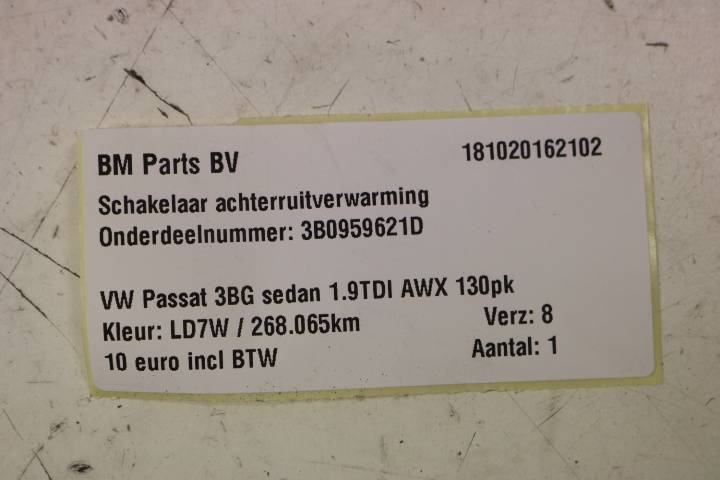 BM Parts BV 181020162102
Schakelaar achterruitverwarming
Onderdeelnummer: 3B0959621D
VW Passat 3BG sedan 1.9TDI AWX 130pk
Kleur: LD7W / 268.065km Verz: 8
10 euro incl BTW Aantal: 1